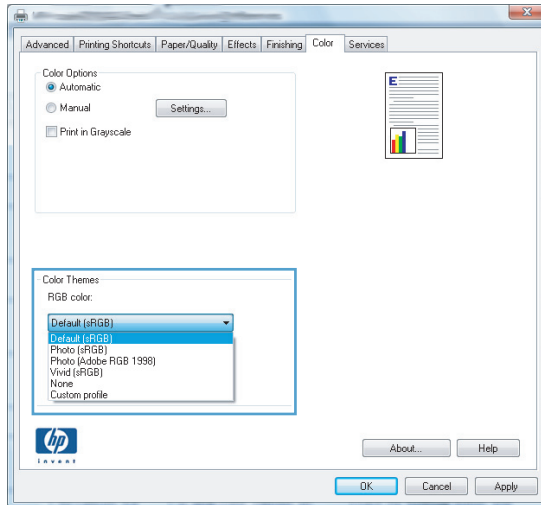 Advanced Printing Shortcuts Paper/Quality Effects Finishing Color Services
Color Options
Automatic
Manual Settings...
Print in Grayscale
E
Color Themes
RGB color:
Default (sRGB)
Default (sRGB)
Photo (sRGB)
Photo (Adobe RGB 1998)
Vivid (sRGB)
None
Custom profile
hp
invent
About... Help
OK Cancel Apply